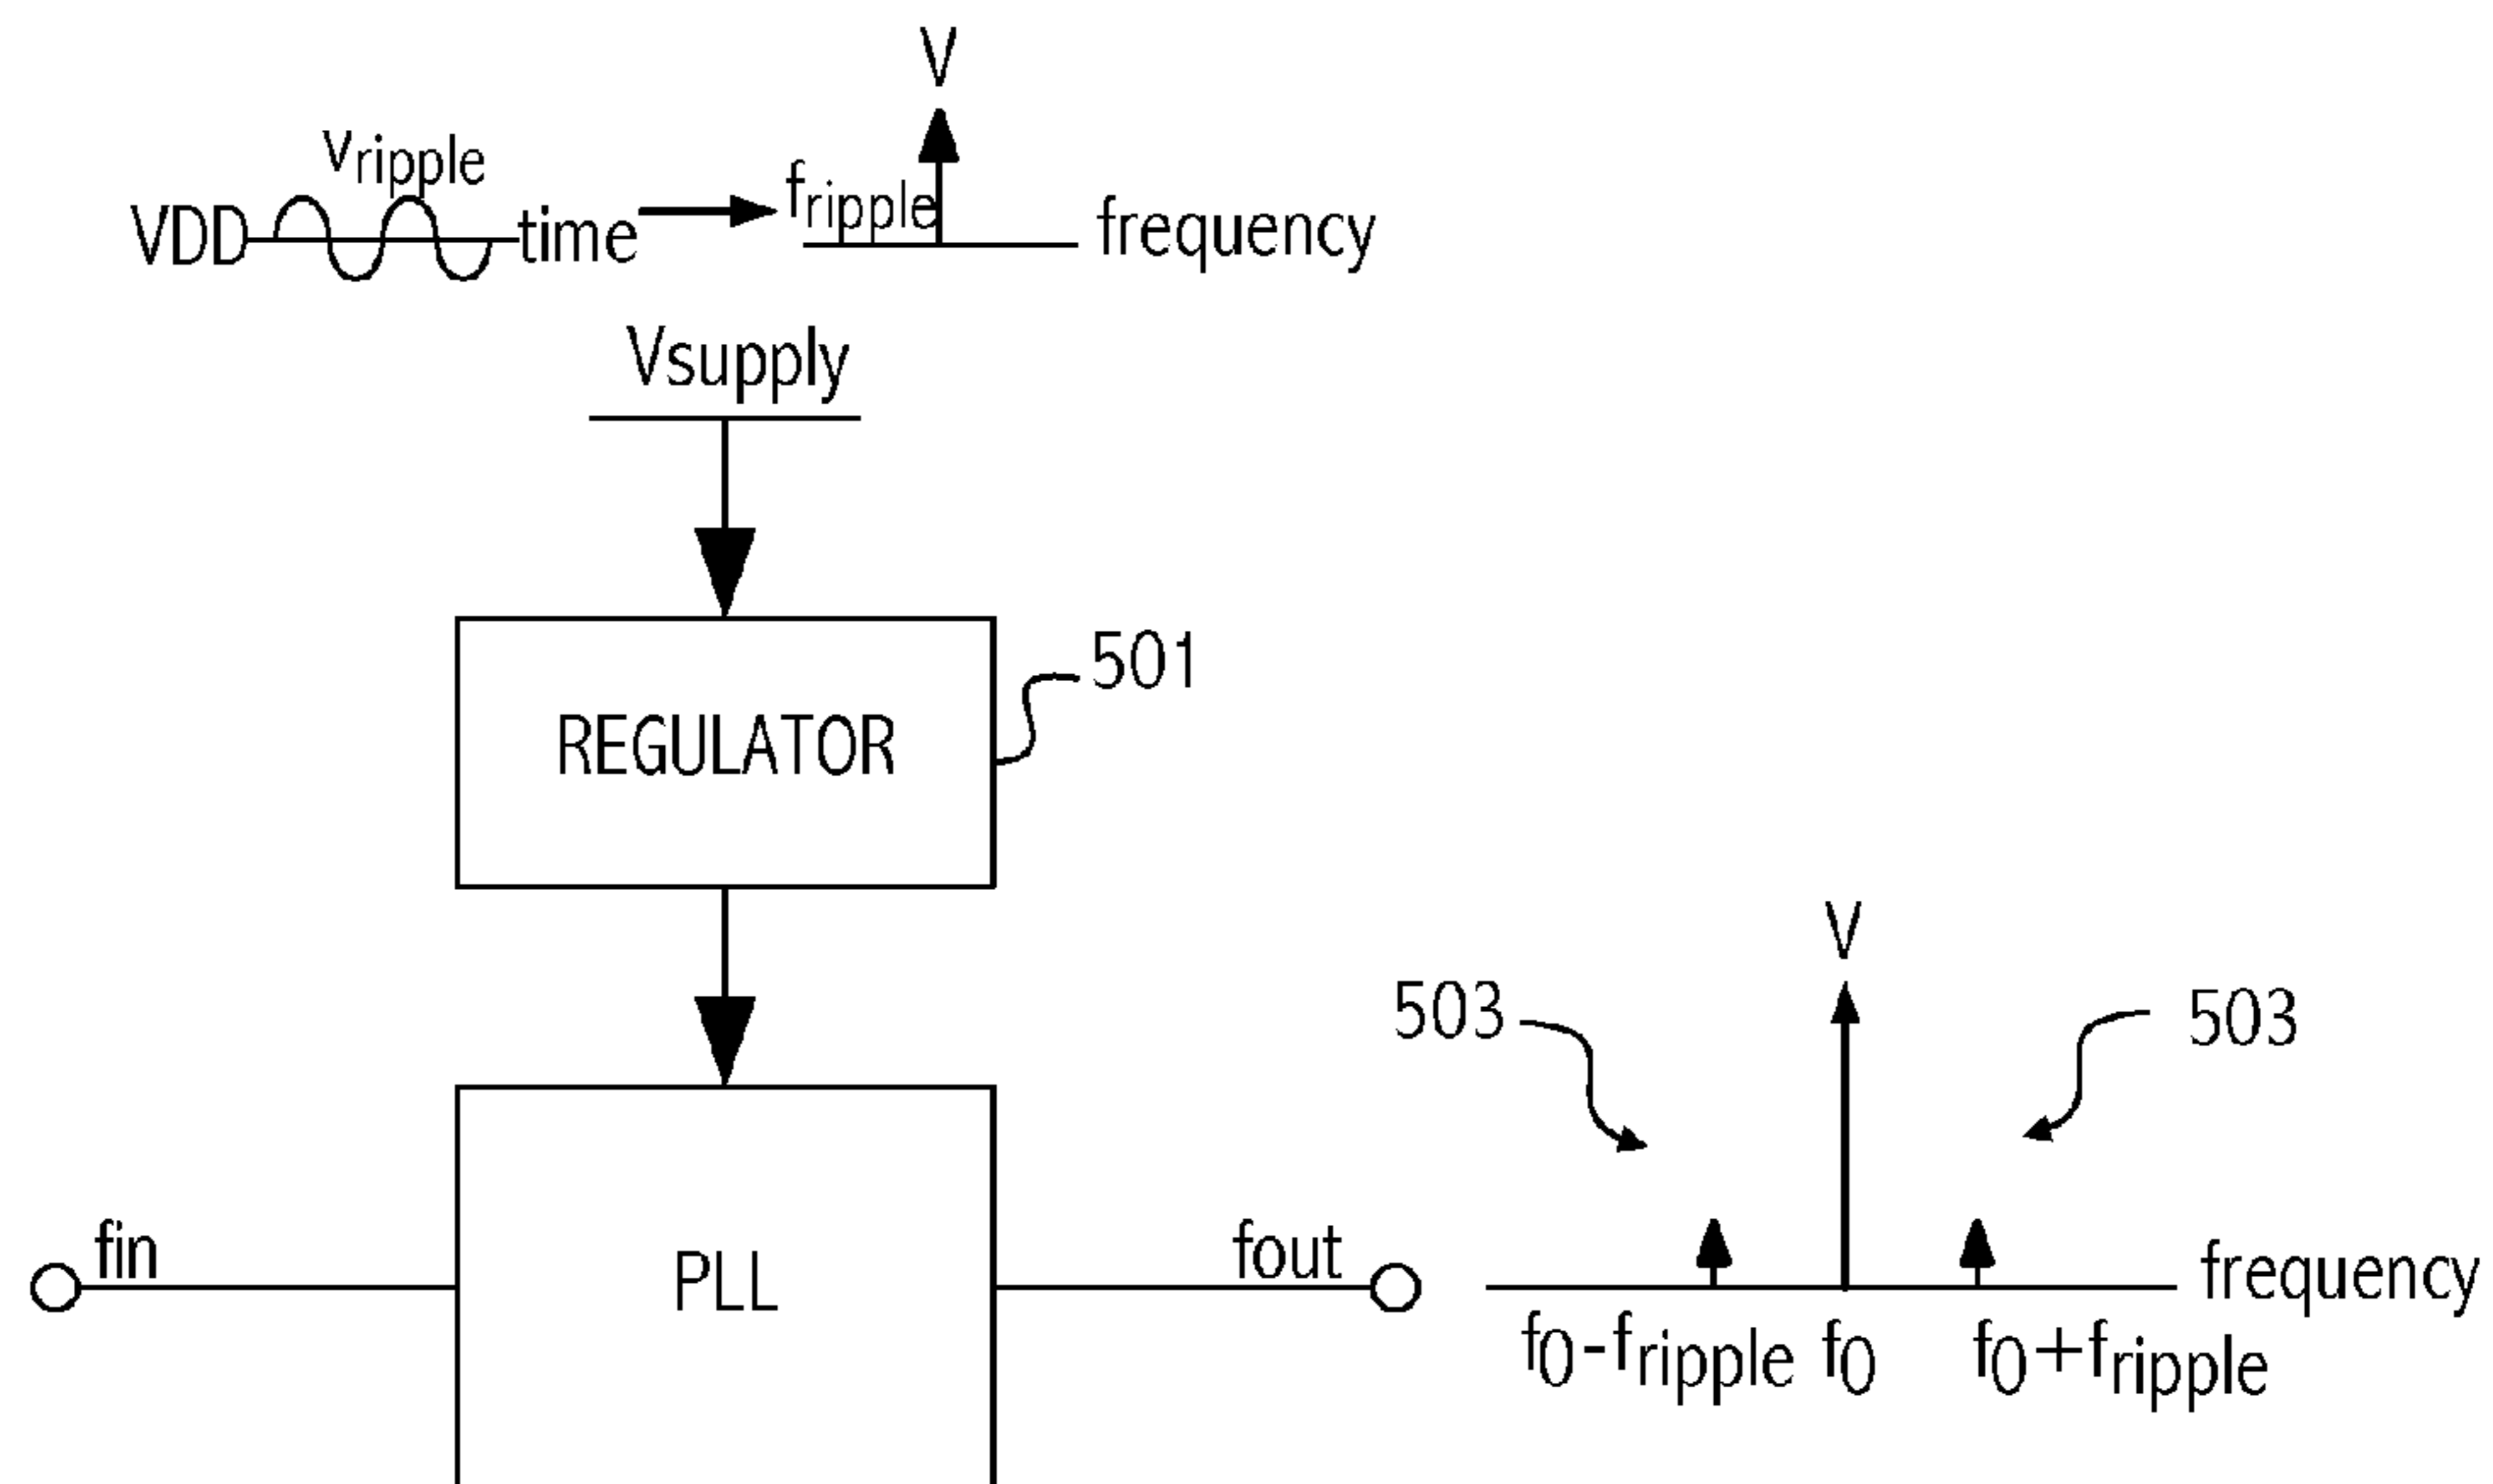 V
vripple
VDD
time
fripple
frequency
Vsupply
501
REGULATOR
V
503
503
fin
PLL
fout
frequency
f0-fripple
f0
f0+fripple